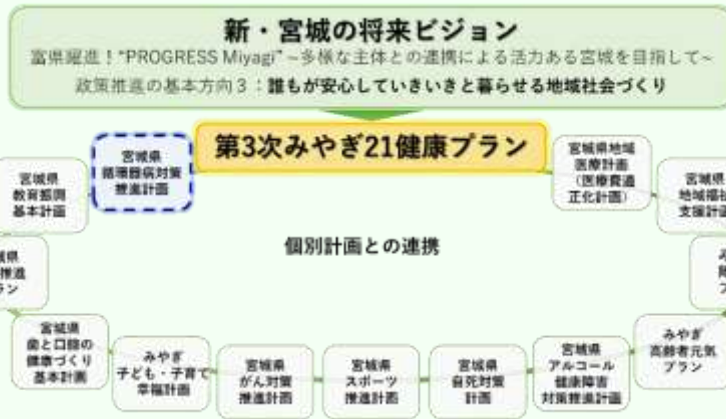 新・宮城の将来ビジョン
富県躍進！"PROGRESS Miyagi" ~多様な主体との連携による活力ある宮城を目指して~
政策推進の基本方向３：誰もが安心していきいきと暮らせる地域社会づくり
第3次みやぎ21健康プラン
宮城県
循環器病対策
推進計画
宮城県地域
医療計画
（医療費適
正化計画）
宮城県
教育振興
基本計画
宮城県
地域福祉
支援計画
個別計画との連携
推進
宮城県
歯と口腔の
健康づくり
基本計画
みやぎ
子ども・子育て
幸福計画
宮城県
がん対策
推進計画
宮城県
スポーツ
推進計画
宮城県
自死対策
計画
宮城県
アルコール
健康障害
対策推進計画
みやぎ
高齢者元気
プラン